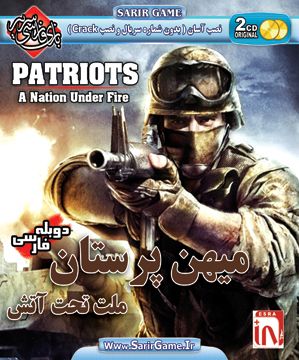 SARIR GAME
نصب آسان ( بدون شماره سریال و نصب Crack )
2CD
ORIGINAL
PATRIOTS
A Nation Under Fire
دوبله
فارسی
میهن پرستان
ملت تحت آتش
ESRA
www.SarirGame.Ir